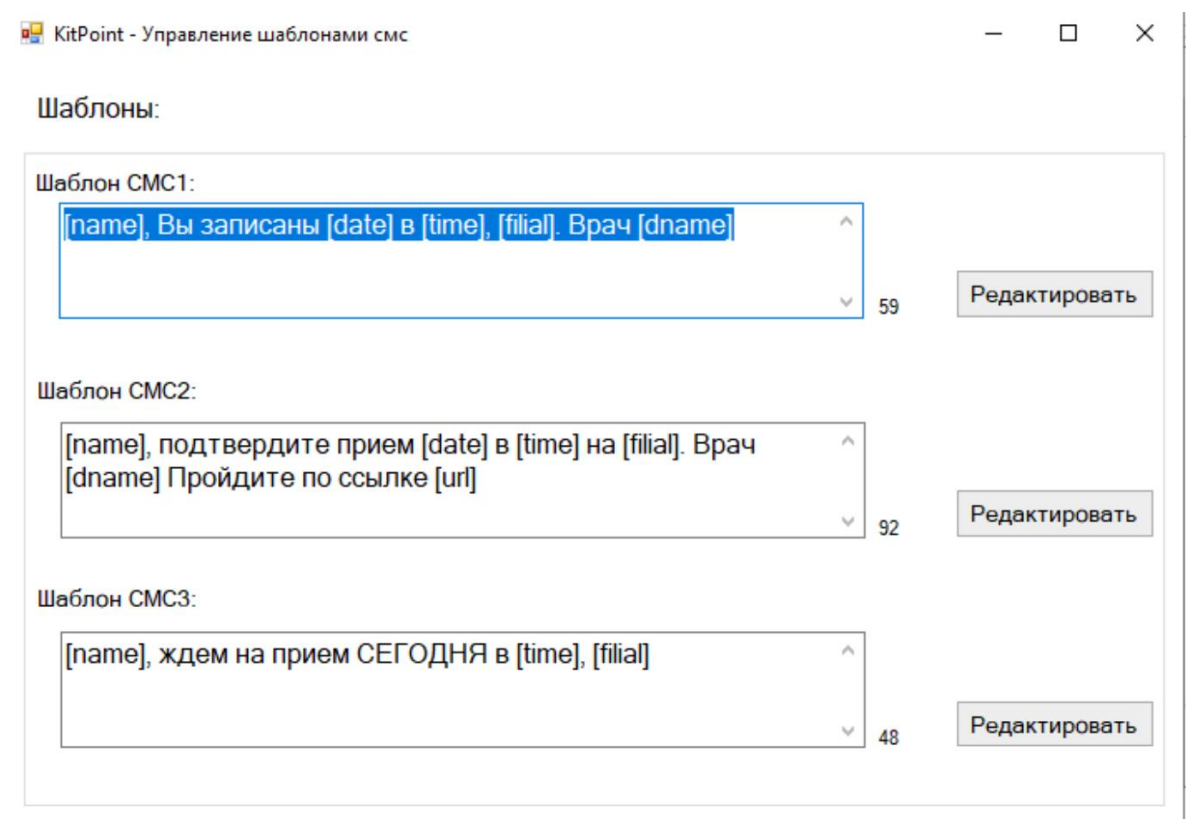 KitPoint - Управление шаблонами смс
Шаблоны:
Шаблон СМС1:
[name], Вы записаны [date] в [time], [filial]. Врач [dname]
59
Редактировать
Шаблон СМС2:
[name], подтвердите прием [date] в [time] на [filial]. Врач
[dname] Пройдите по ссылке [url]
92
Редактировать
Шаблон СМС3:
[name], ждем на прием СЕГОДНЯ в [time], [filial]
48
Редактировать